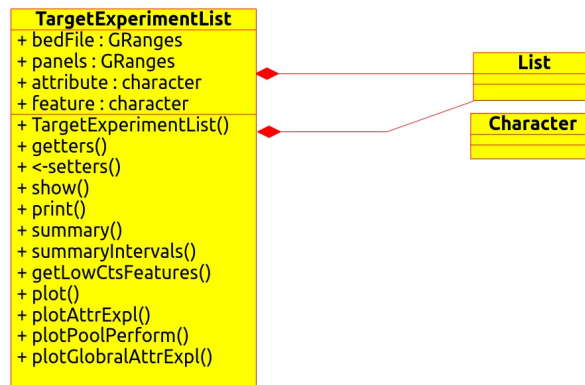 TargetExperimentList
+ bedFile : GRanges
+ panels : GRanges
+ attribute : character
+ feature : character
+ TargetExperimentList()
+ getters()
+ <-setters()
+ show()
+ print()
+ summary()
+ summaryIntervals()
+ getLowCtsFeatures()
+ plot()
+ plotAttrExpl()
+ plotPoolPerform()
+ plotGlobralAttrExpl()
List
Character